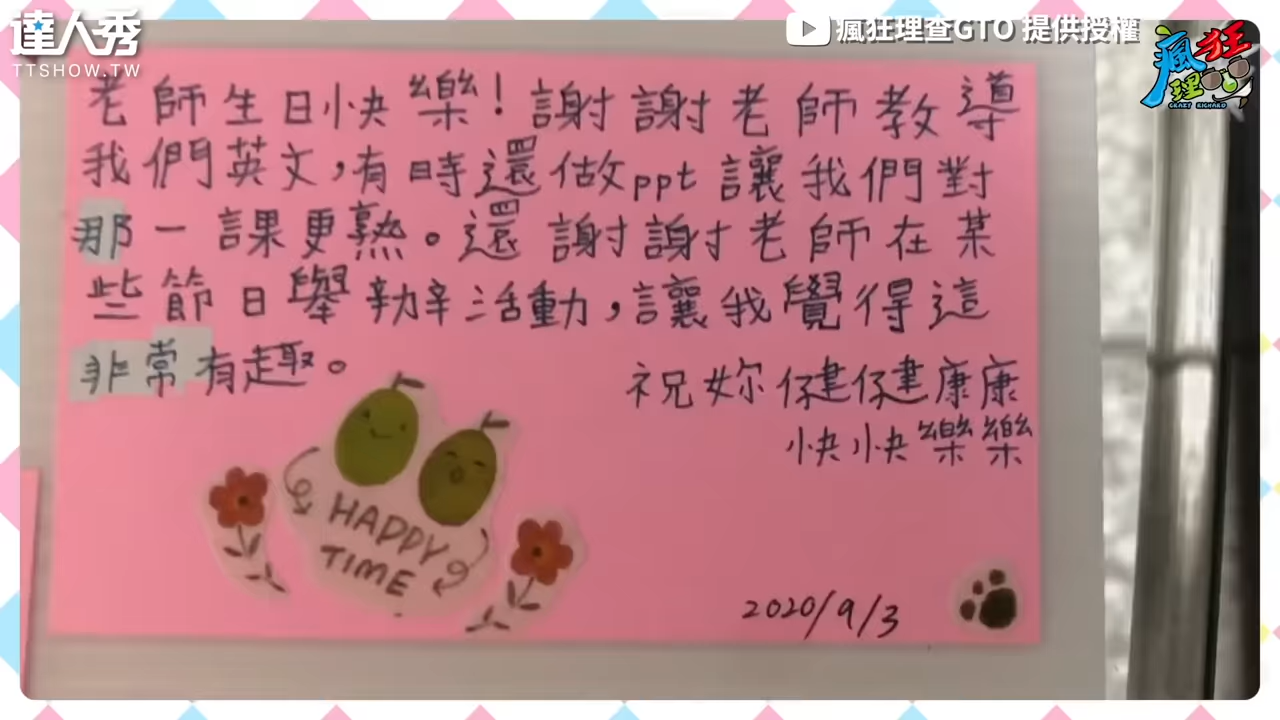 達人秀
TTSHOW.TW
瘋狂理查GTO 提供授權
瘋狂理查
CRAZY RICHARD
老師生日快樂!謝謝老師教導
我們英文,有時還做ppt讓我們對
那一課更熟。還謝謝老師在某
些節日舉辦活動,讓我覺得這
非常有趣。
祝妳健健康康
快快樂樂
HAPPY
TIME
2020/9/3